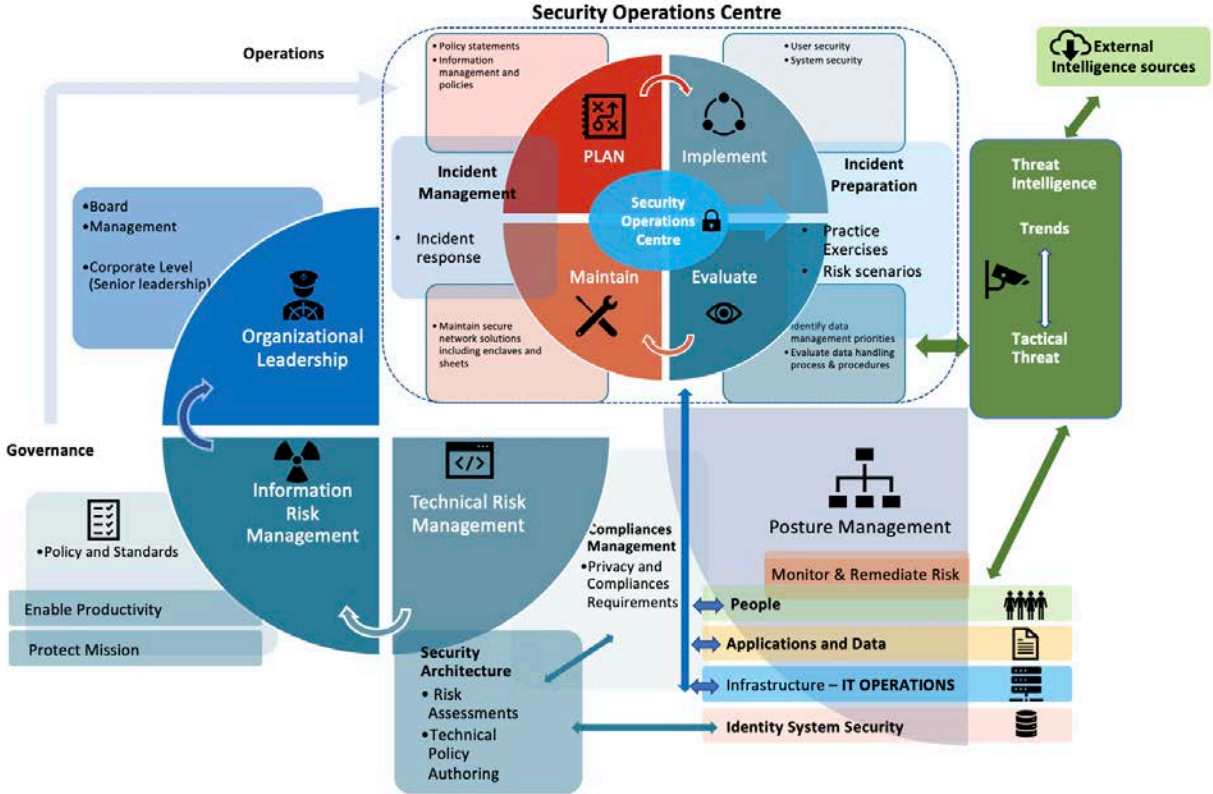 Security Operations Centre
Operations
• Policy statements
• Information
management and
policies
• User security
• System security
External
Intelligence sources
PLAN
Implement
Incident
Management
• Incident
response
Security
Operations
Centre
Incident
Preparation
• Practice
Exercises
• Risk scenarios
Threat
Intelligence
Trends
Tactical
Threat
Maintain
Evaluate
• Maintain secure
network solutions
including enclaves and
sheets
Identify data
management priorities
• Evaluate data handling
process & procedures
•Board
•Management
•Corporate Level
(Senior leadership)
Organizational
Leadership
Governance
•Policy and Standards
Enable Productivity
Protect Mission
Information
Risk
Management
Technical Risk
Management
Compliances
Management
•Privacy and
Compliances
Requirements
Security
Architecture
• Risk
Assessments
•Technical
Policy
Authoring
Posture Management
Monitor & Remediate Risk
People
Applications and Data
Infrastructure – IT OPERATIONS
Identity System Security